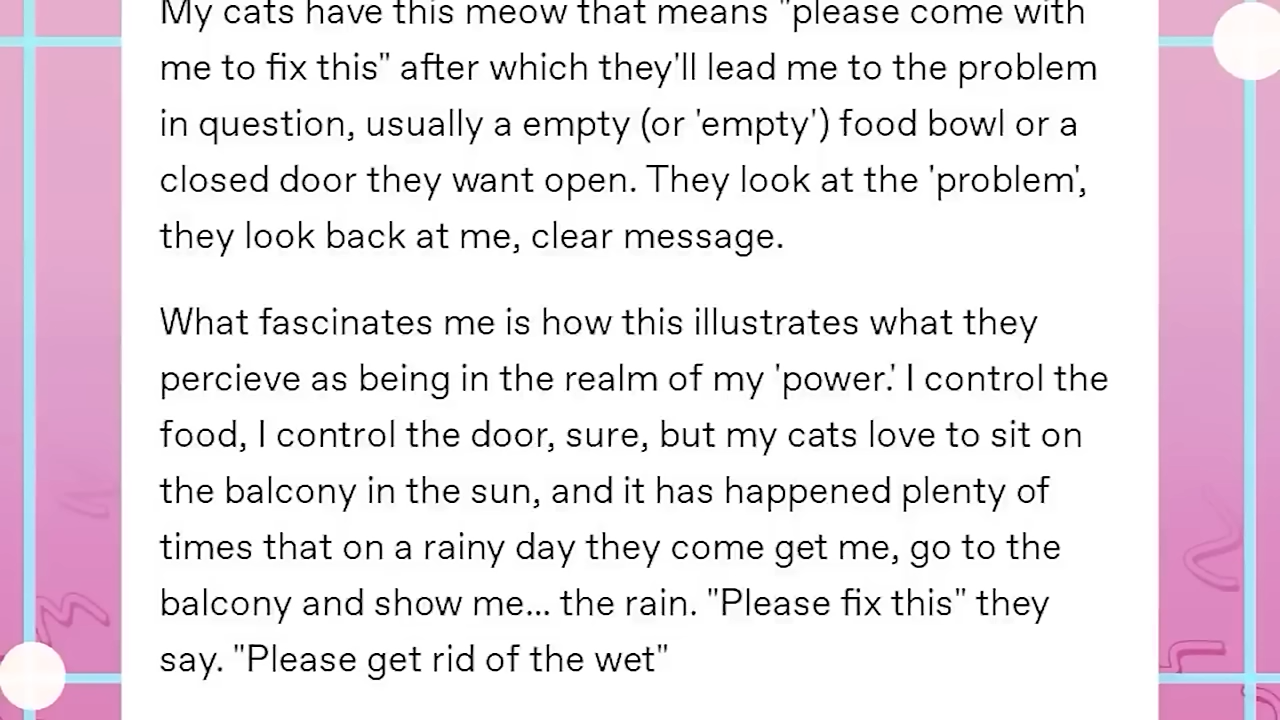 My cats have this meow that means "please come with
me to fix this" after which they'll lead me to the problem
in question, usually a empty (or 'empty') food bowl or a
closed door they want open. They look at the 'problem',
they look back at me, clear message.
What fascinates me is how this illustrates what they
percieve as being in the realm of my 'power.' I control the
food, I control the door, sure, but my cats love to sit on
the balcony in the sun, and it has happened plenty of
times that on a rainy day they come get me, go to the
balcony and show me... the rain. "Please fix this" they
say. "Please get rid of the wet"